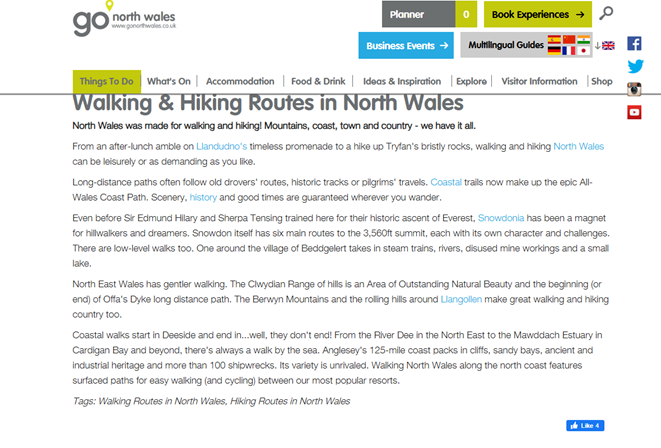 go north wales
www.gonorthwales.co.uk
Planner 0
Book Experiences →
Business Events →
Multilingual Guides
Things To Do
What's On
Accommodation
Food & Drink
Ideas & Inspiration
Explore
Visitor Information
Shop
Walking & Hiking Routes in North Wales
North Wales was made for walking and hiking! Mountains, coast, town and country - we have it all.
From an after-lunch amble on Llandudno's timeless promenade to a hike up Tryfan's bristly rocks, walking and hiking North Wales
can be leisurely or as demanding as you like.
Long-distance paths often follow old drovers' routes, historic tracks or pilgrims' travels. Coastal trails now make up the epic All-
Wales Coast Path. Scenery, history and good times are guaranteed wherever you wander.
Even before Sir Edmund Hilary and Sherpa Tensing trained here for their historic ascent of Everest, Snowdonia has been a magnet
for hillwalkers and dreamers. Snowdon itself has six main routes to the 3,560ft summit, each with its own character and challenges.
There are low-level walks too. One around the village of Beddgelert takes in steam trains, rivers, disused mine workings and a small
lake.
North East Wales has gentler walking. The Clwydian Range of hills is an Area of Outstanding Natural Beauty and the beginning (or
end) of Offa's Dyke long distance path. The Berwyn Mountains and the rolling hills around Llangollen make great walking and hiking
country too.
Coastal walks start in Deeside and end in...well, they don't end! From the River Dee in the North East to the Mawddach Estuary in
Cardigan Bay and beyond, there's always a walk by the sea. Anglesey's 125-mile coast packs in cliffs, sandy bays, ancient and
industrial heritage and more than 100 shipwrecks. Its variety is unrivaled. Walking North Wales along the north coast features
surfaced paths for easy walking (and cycling) between our most popular resorts.
Tags: Walking Routes in North Wales, Hiking Routes in North Wales
Like 4